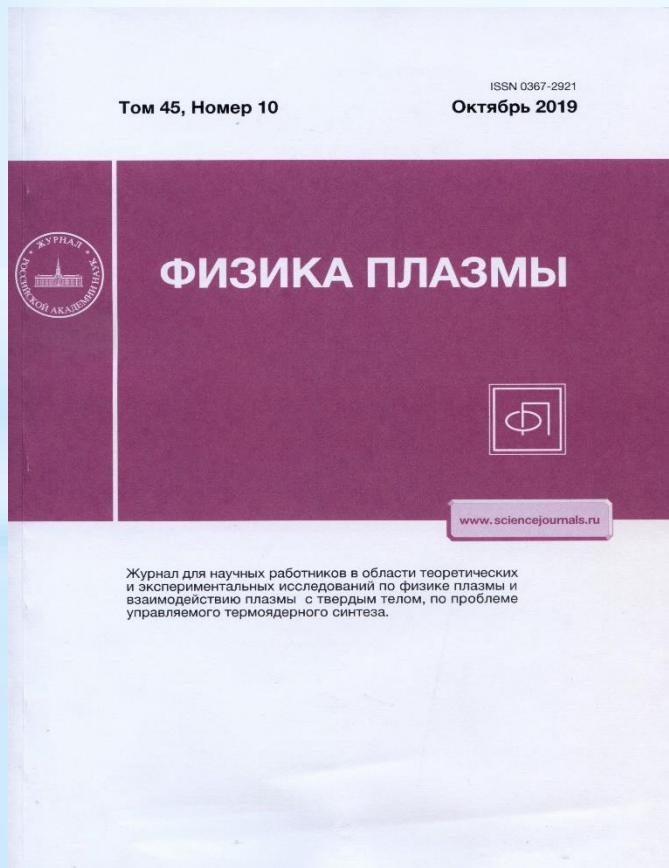 ISSN 0367-2921
Том 45, Номер 10
Октябрь 2019
ЖУРНАЛ
РОССИЙСКОЙ АКАДЕМИИ НАУК
ФИЗИКА ПЛАЗМЫ
ФП
www.sciencejournals.ru
Журнал для научных работников в области теоретических
и экспериментальных исследований по физике плазмы и
взаимодействию плазмы с твердым телом, по проблеме
управляемого термоядерного синтеза.